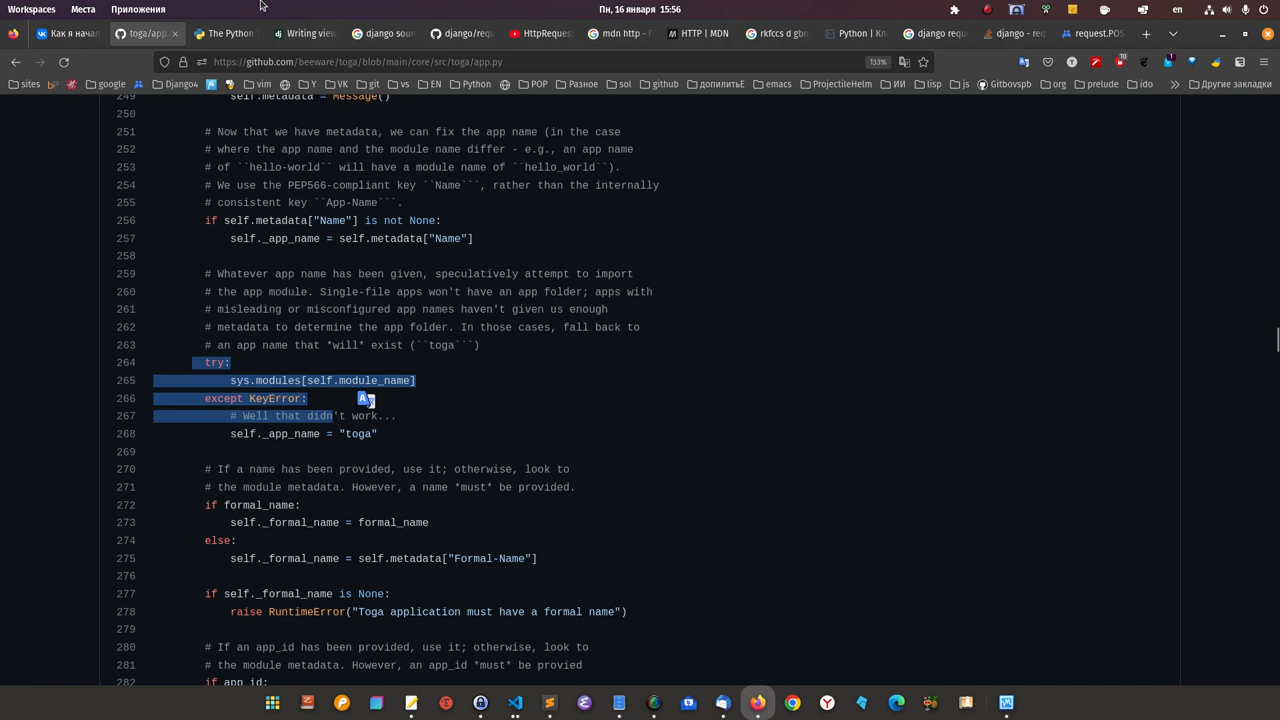 Workspaces Места Приложения Пн, 16 января 15:56 en
Как я начал toga/app. The Python Writing view django sour django/requ HttpRequest mdn http - П HTTP | MDN rkfccs d gbnj Python | Кла django requ django - req request.POS
https://github.com/beeware/toga/blob/main/core/src/toga/app.py 133% 10 1
sites google Django4 vim Y VK git vs EN Python POP Разное sol github допилитьЕ emacs ProjectileHelm ИИ lisp js Gitbovspb org prelude ido Другие закладки
249 self.metadata = Message()
250
251 # Now that we have metadata, we can fix the app name (in the case
252 # where the app name and the module name differ - e.g., an app name
253 # of ``hello-world`` will have a module name of ``hello_world``).
254 # We use the PEP566-compliant key ``Name```, rather than the internally
255 # consistent key ``App-Name```.
256 if self.metadata["Name"] is not None:
257 self._app_name = self.metadata["Name"]
258
259 # Whatever app name has been given, speculatively attempt to import
260 # the app module. Single-file apps won't have an app folder; apps with
261 # misleading or misconfigured app names haven't given us enough
262 # metadata to determine the app folder. In those cases, fall back to
263 # an app name that *will* exist (``toga```)
264 try:
265 sys.modules[self.module_name]
266 except KeyError:
267 # Well that didn't work...
268 self._app_name = "toga"
269
270 # If a name has been provided, use it; otherwise, look to
271 # the module metadata. However, a name *must* be provided.
272 if formal_name:
273 self._formal_name = formal_name
274 else:
275 self._formal_name = self.metadata["Formal-Name"]
276
277 if self._formal_name is None:
278 raise RuntimeError("Toga application must have a formal name")
279
280 # If an app_id has been provided, use it; otherwise, look to
281 # the module metadata. However, an app_id *must* be provied
282 if app_id: